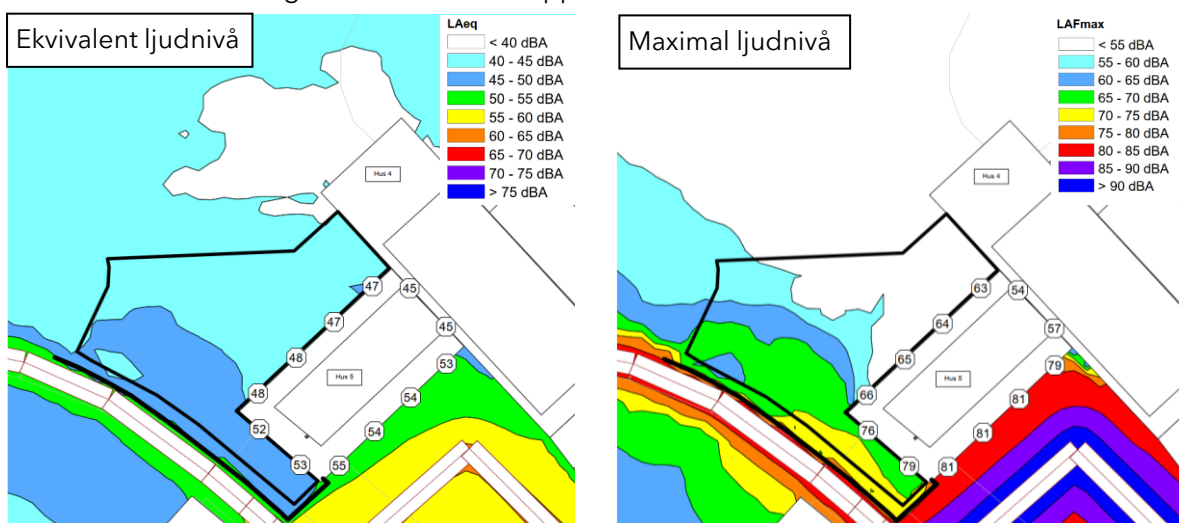 Ekvivalent ljudnivå
LAeq
< 40 dBA
40 - 45 dBA
45 - 50 dBA
50 - 55 dBA
55 - 60 dBA
60 - 65 dBA
65 - 70 dBA
70 - 75 dBA
> 75 dBA
Hus 4
47
45
47
45
48
53
Hus 5
48
54
52
54
53
55
Maximal ljudnivå
LAFmax
< 55 dBA
55 - 60 dBA
60 - 65 dBA
65 - 70 dBA
70 - 75 dBA
75 - 80 dBA
80 - 85 dBA
85 - 90 dBA
> 90 dBA
Hus 4
63
54
64
57
65
79
Hus 5
66
81
76
81
79
81